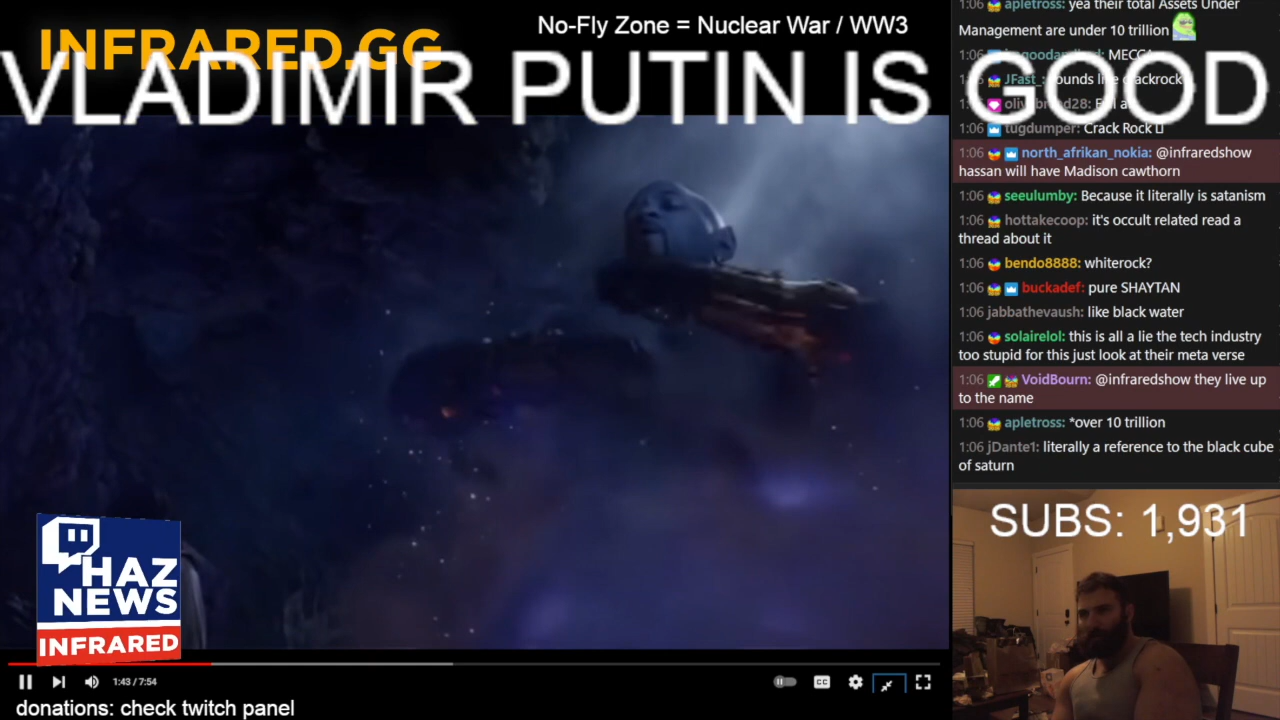 INFRARED.GG
No-Fly Zone = Nuclear War / WW3
VLADIMIR PUTIN IS GOOD
apletross: yea their total Assets Under
Management are under 10 trillion
1:06 MECCA
JFast_: sounds like crackrock
1:06
1:06 tugdumper: Crack Rock
1:06 north_afrikan_nokia: @infraredshow
hassan will have Madison cawthorn
1:06 seeulumby: Because it literally is satanism
1:06 hottakecoop: it's occult related read a
thread about it
1:06 bendo8888: whiterock?
1:06 buckadef: pure SHAYTAN
1:06 jabbathevaush: like black water
1:06 solairelol: this is all a lie the tech industry
too stupid for this just look at their meta verse
1:06 VoidBourn: @infraredshow they live up
to the name
1:06 apletross: *over 10 trillion
1:06 jDante1: literally a reference to the black cube
of saturn
SUBS: 1,931
HAZ
NEWS
INFRARED
1:43 / 7:54
CC
donations: check twitch panel